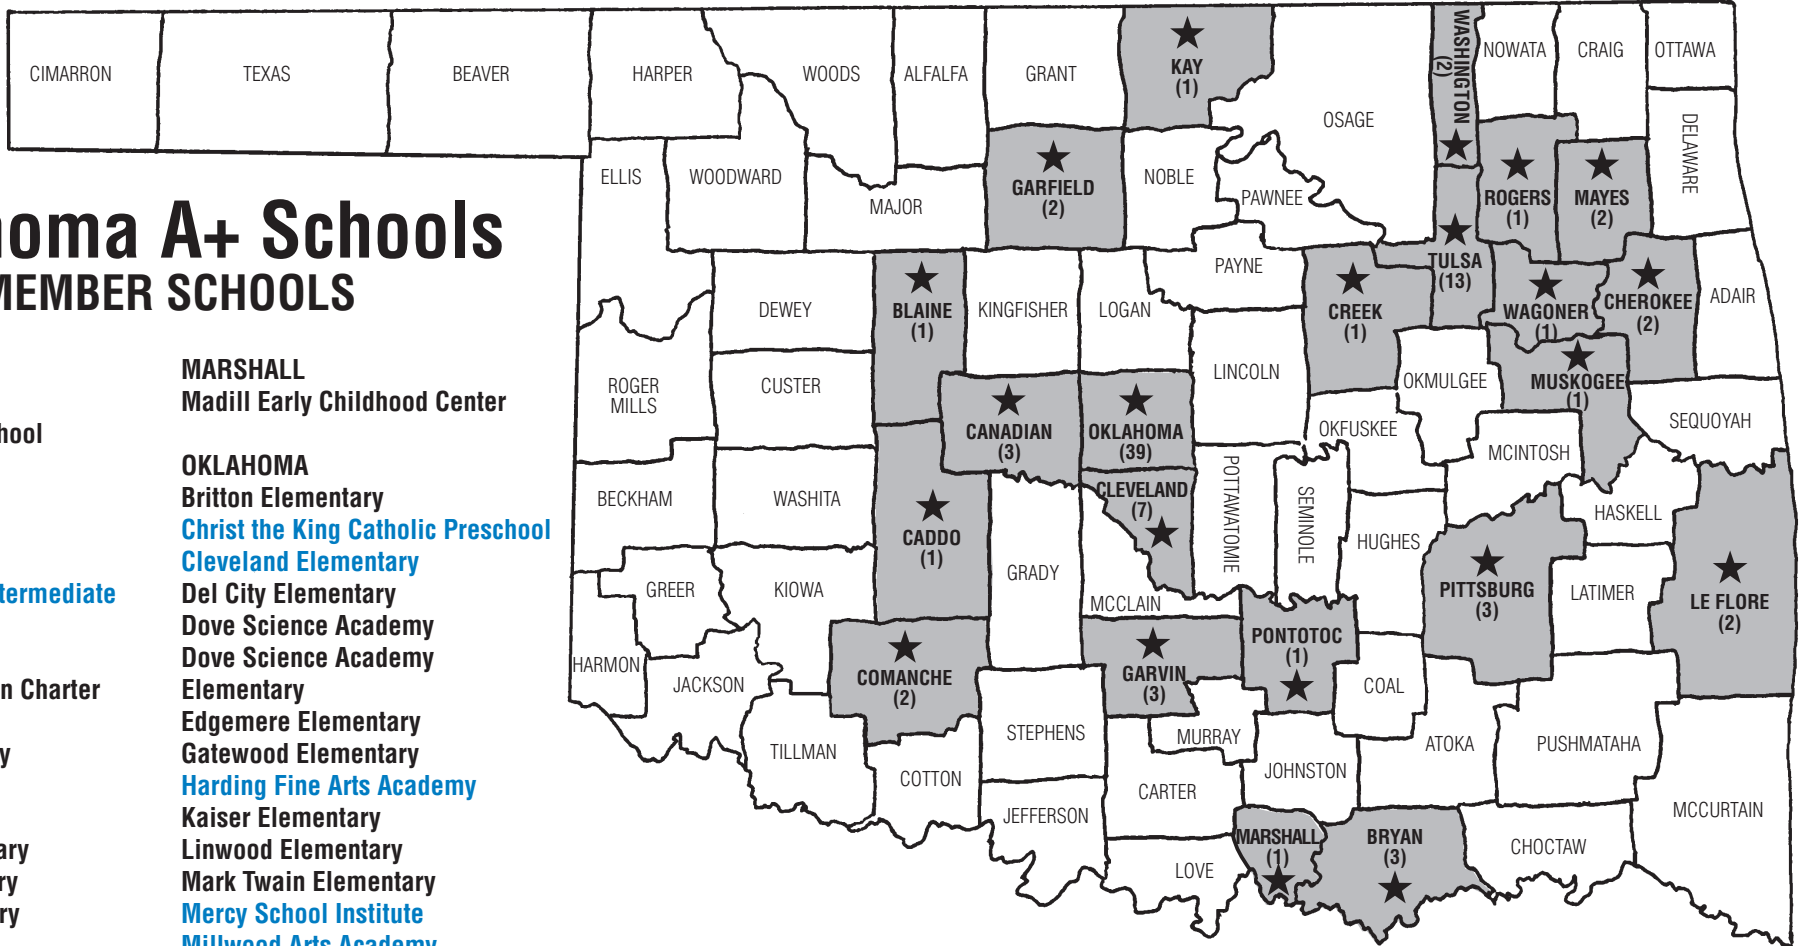 homa A+ Schools
MEMBER SCHOOLS
hool
termediate
n Charter
y
ary
ry
ry
MARSHALL
Madill Early Childhood Center
OKLAHOMA
Britton Elementary
Christ the King Catholic Preschool
Cleveland Elementary
Del City Elementary
Dove Science Academy
Dove Science Academy
Elementary
Edgemere Elementary
Gatewood Elementary
Harding Fine Arts Academy
Kaiser Elementary
Linwood Elementary
Mark Twain Elementary
Mercy School Institute
Millwood Arts Academy
CIMARRON
TEXAS
BEAVER
HARPER
WOODS
ALFALFA
GRANT
KAY
(1)
OSAGE
WASHINGTON
(2)
NOWATA
CRAIG
OTTAWA
DELAWARE
ELLIS
WOODWARD
MAJOR
GARFIELD
(2)
NOBLE
PAWNEE
ROGERS
(1)
MAYES
(2)
DEWEY
BLAINE
(1)
KINGFISHER
LOGAN
PAYNE
CREEK
(1)
TULSA
(13)
WAGONER
(1)
CHEROKEE
(2)
ADAIR
ROGER
MILLS
CUSTER
CANADIAN
(3)
OKLAHOMA
(39)
LINCOLN
OKMULGEE
MUSKOGEE
(1)
OKFUSKEE
SEQUOYAH
MCINTOSH
BECKHAM
WASHITA
CADDO
(1)
CLEVELAND
(7)
POTTAWATOMIE
SEMINOLE
HUGHES
HASKELL
GREER
KIOWA
GRADY
MCCLAIN
PITTSBURG
(3)
LATIMER
LE FLORE
(2)
HARMON
JACKSON
COMANCHE
(2)
GARVIN
(3)
PONTOTOC
(1)
COAL
TILLMAN
STEPHENS
MURRAY
ATOKA
PUSHMATAHA
COTTON
JOHNSTON
CARTER
JEFFERSON
MCCURTAIN
MARSHALL
(1)
BRYAN
(3)
CHOCTAW
LOVE